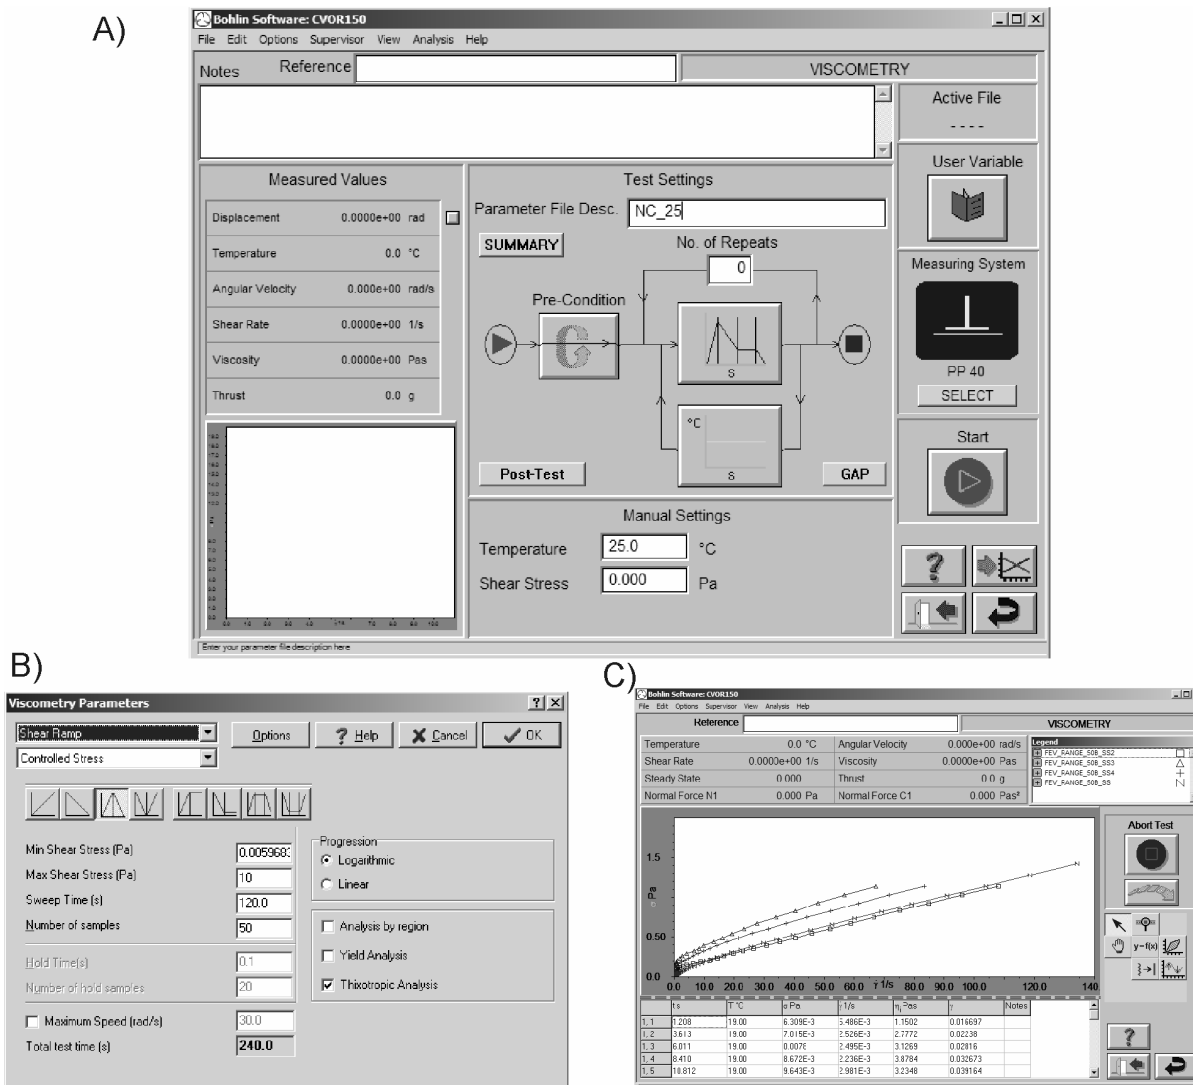 A)
Bohlin Software: CVOR150
File Edit Options Supervisor View Analysis Help
Notes Reference VISCOMETRY
Active File
- - - -
User Variable
Measured Values
Displacement 0.0000e+00 rad
Temperature 0.0 °C
Angular Velocity 0.000e+00 rad/s
Shear Rate 0.0000e+00 1/s
Viscosity 0.0000e+00 Pas
Thrust 0.0 g
Test Settings
Parameter File Desc. NC_25
SUMMARY
No. of Repeats
0
Pre-Condition
S
°C
S
Post-Test GAP
Measuring System
PP 40
SELECT
Start
Manual Settings
Temperature 25.0 °C
Shear Stress 0.000 Pa
Enter your parameter file description here
B)
Viscometry Parameters
Shear Ramp
Controlled Stress
Options Help Cancel OK
Min Shear Stress (Pa) 0.0059683
Max Shear Stress (Pa) 10
Sweep Time (s) 120.0
Number of samples 50
Hold Time(s) 0.1
Number of hold samples 20
Maximum Speed (rad/s) 30.0
Total test time (s) 240.0
Progression
Logarithmic
Linear
Analysis by region
Yield Analysis
Thixotropic Analysis
C)
Bohlin Software: CVOR150
File Edit Options Supervisor View Analysis Help
Reference VISCOMETRY
Temperature 0.0 °C Angular Velocity 0.000e+00 rad/s
Shear Rate 0.0000e+00 1/s Viscosity 0.0000e+00 Pas
Steady State 0.000 Thrust 0.0 g
Normal Force N1 0.000 Pa Normal Force C1 0.000 Pas²
Legend
FEV_RANGE_50B_SS2
FEV_RANGE_50B_SS3
FEV_RANGE_50B_SS4
FEV_RANGE_50B_SS
Abort Test
y=f(x)
1.5
σ Pa
0.50
0.0
0.0 10.0 20.0 30.0 40.0 50.0 60.0 70.0 80.0 90.0 100.0 120.0 140
γ 1/s
t s T °C σ Pa γ 1/s η Pas γ Notes
1, 1 1.208 19.00 6.309E-3 5.486E-3 1.1502 0.016697
1, 2 3.613 19.00 7.015E-3 2.526E-3 2.7772 0.02238
1, 3 6.011 19.00 0.0078 2.495E-3 3.1269 0.02816
1, 4 8.410 19.00 8.672E-3 2.236E-3 3.8784 0.032673
1, 5 10.812 19.00 9.643E-3 2.981E-3 3.2348 0.039164